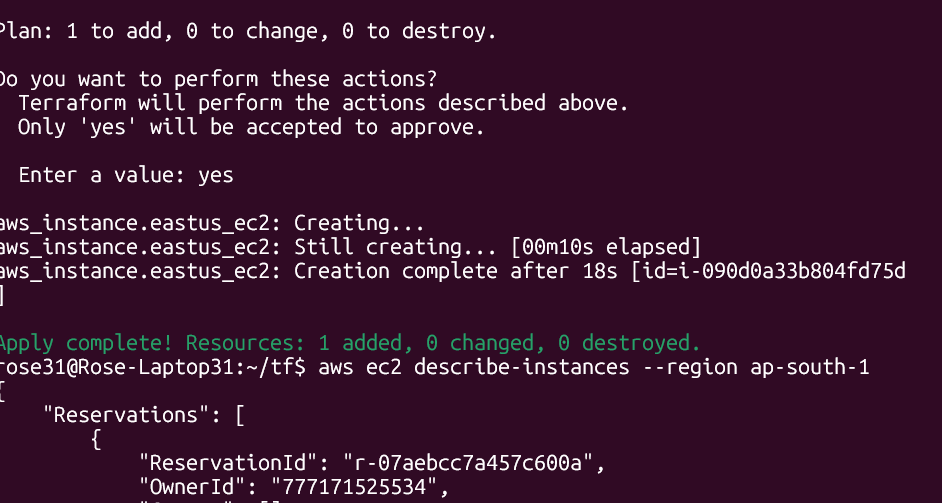 Plan: 1 to add, 0 to change, 0 to destroy.
Do you want to perform these actions?
Terraform will perform the actions described above.
Only 'yes' will be accepted to approve.
Enter a value: yes
aws_instance.eastus_ec2: Creating...
aws_instance.eastus_ec2: Still creating... [00m10s elapsed]
aws_instance.eastus_ec2: Creation complete after 18s [id=i-090d0a33b804fd75d
]
Apply complete! Resources: 1 added, 0 changed, 0 destroyed.
rose31@Rose-Laptop31:~/tf$ aws ec2 describe-instances --region ap-south-1
{
"Reservations": [
{
"ReservationId": "r-07aebcc7a457c600a",
"OwnerId": "777171525534",